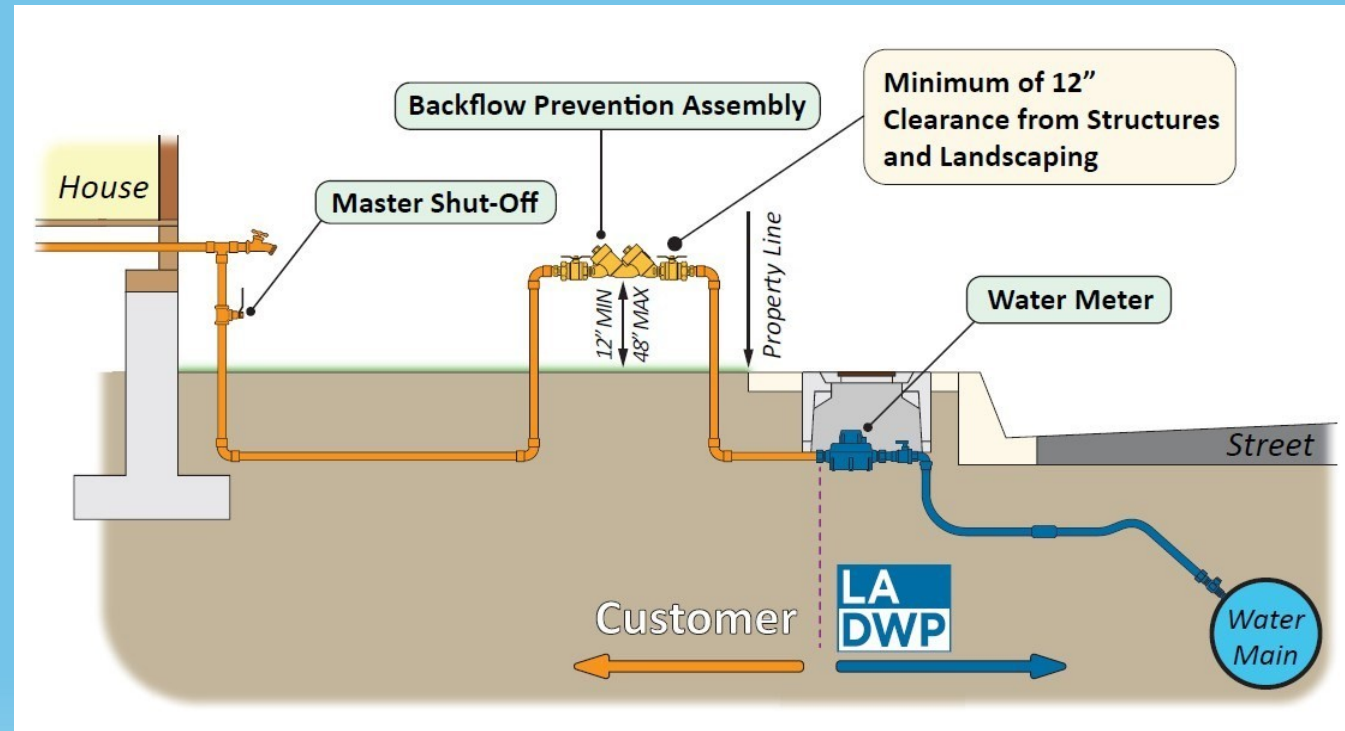 Backflow Prevention Assembly
Minimum of 12”
Clearance from Structures
and Landscaping
House
Master Shut-Off
12” MIN
48” MAX
Property Line
Water Meter
Street
Customer
LA
DWP
Water
Main